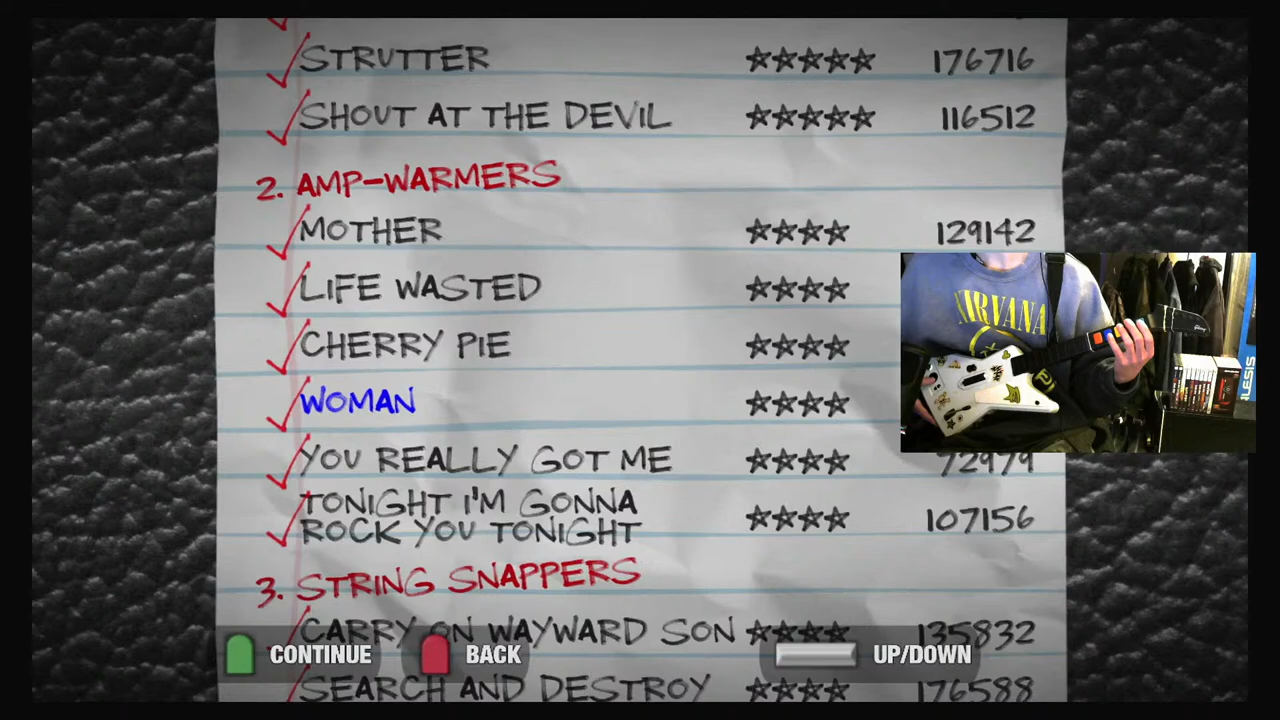 STRUTTER ★★★★★ 176716
SHOUT AT THE DEVIL ★★★★★ 116512
2. AMP-WARMERS
MOTHER ★★★★ 129142
LIFE WASTED ★★★★
CHERRY PIE ★★★★
WOMAN ★★★★
YOU REALLY GOT ME ★★★★ 72979
TONIGHT I'M GONNA
ROCK YOU TONIGHT ★★★★ 107156
3. STRING SNAPPERS
CARRY ON WAYWARD SON ★★★★ 135832
CONTINUE BACK UP/DOWN
SEARCH AND DESTROY ★★★★ 176588
NIRVANA
LESIS